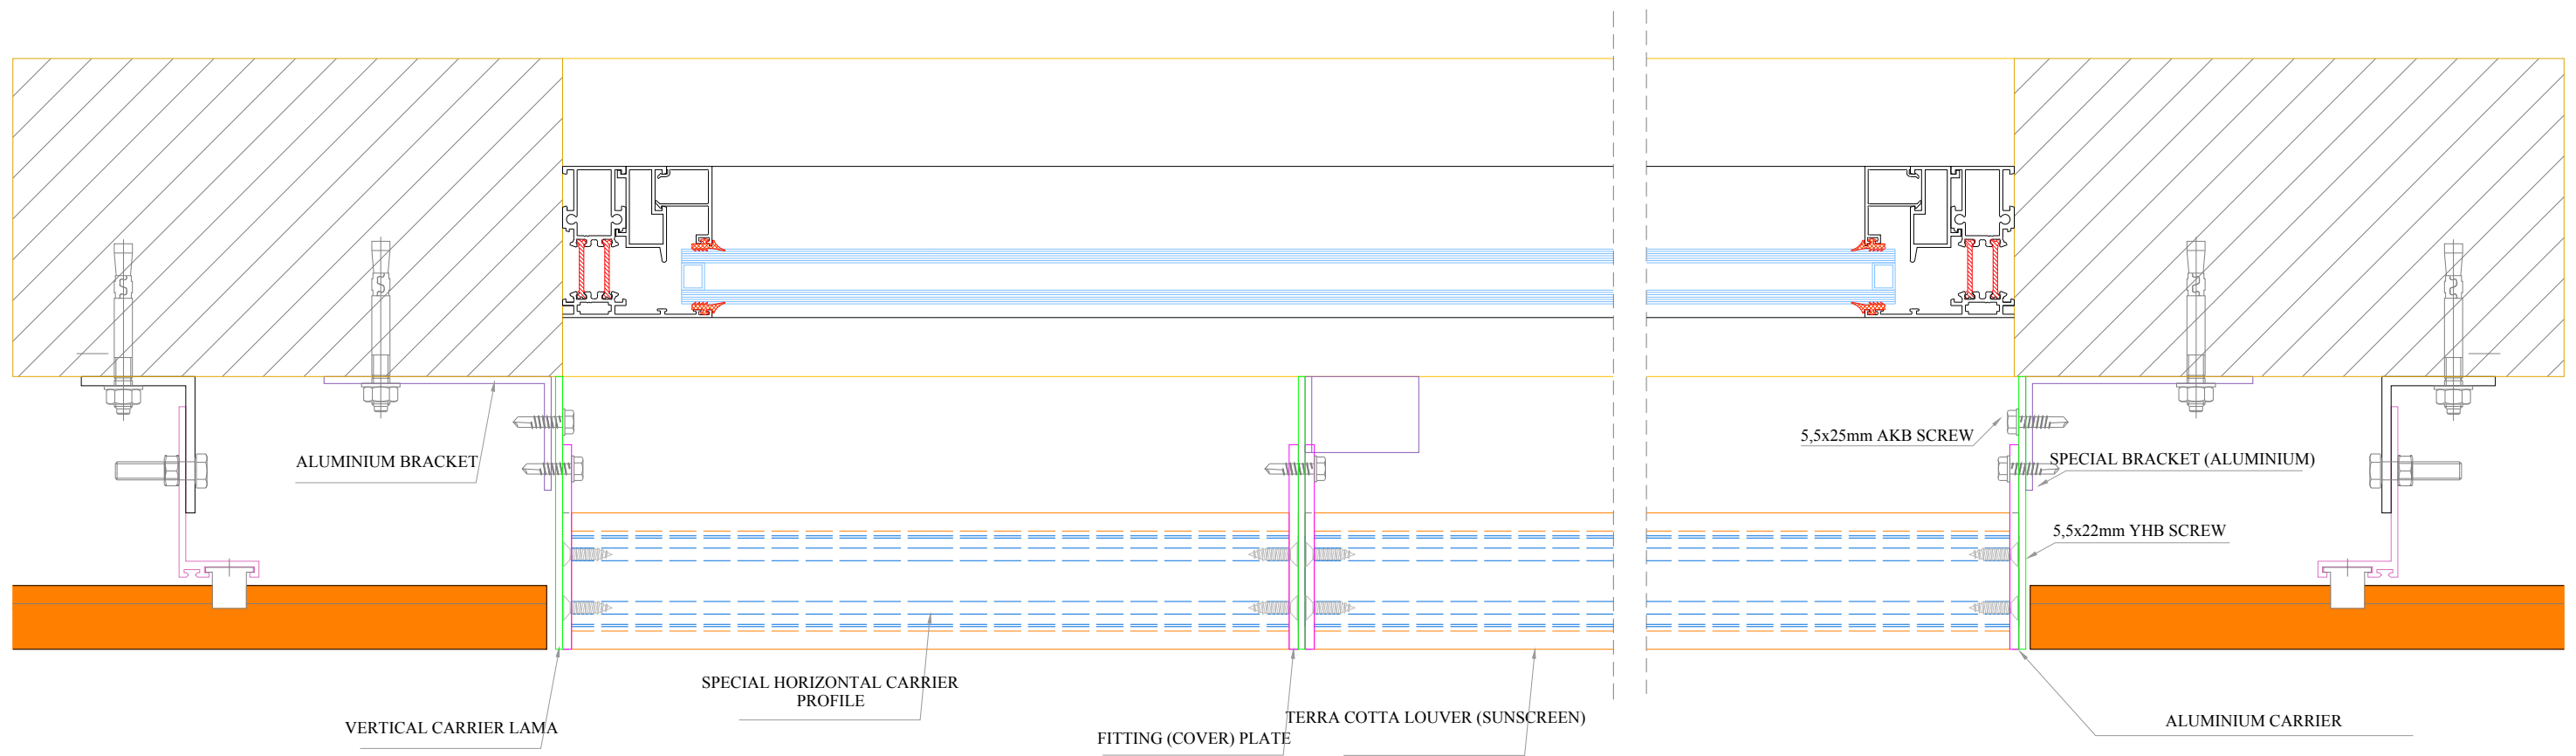 5,5x25mm AKB SCREW
ALUMINIUM BRACKET
SPECIAL BRACKET (ALUMINIUM)
5,5x22mm YHB SCREW
SPECIAL HORIZONTAL CARRIER
PROFILE
VERTICAL CARRIER LAMA
TERRA COTTA LOUVER (SUNSCREEN)
FITTING (COVER) PLATE
ALUMINIUM CARRIER